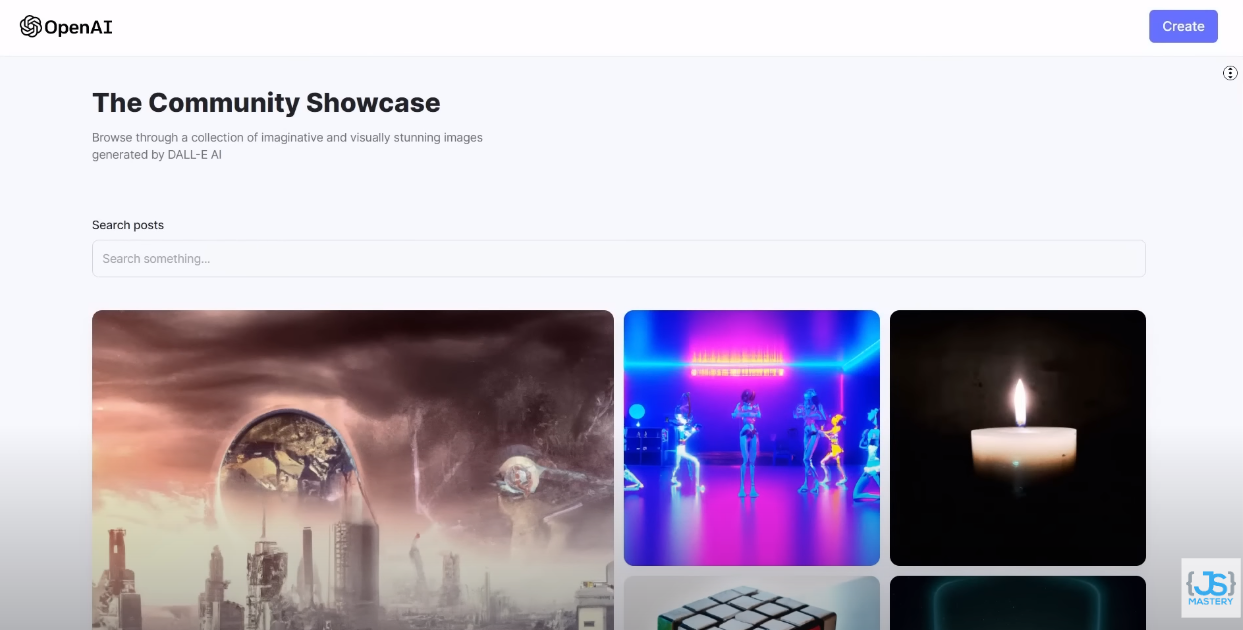 OpenAI
Create
The Community Showcase
Browse through a collection of imaginative and visually stunning images
generated by DALL-E AI
Search posts
Search something...
{JS}
MASTERY